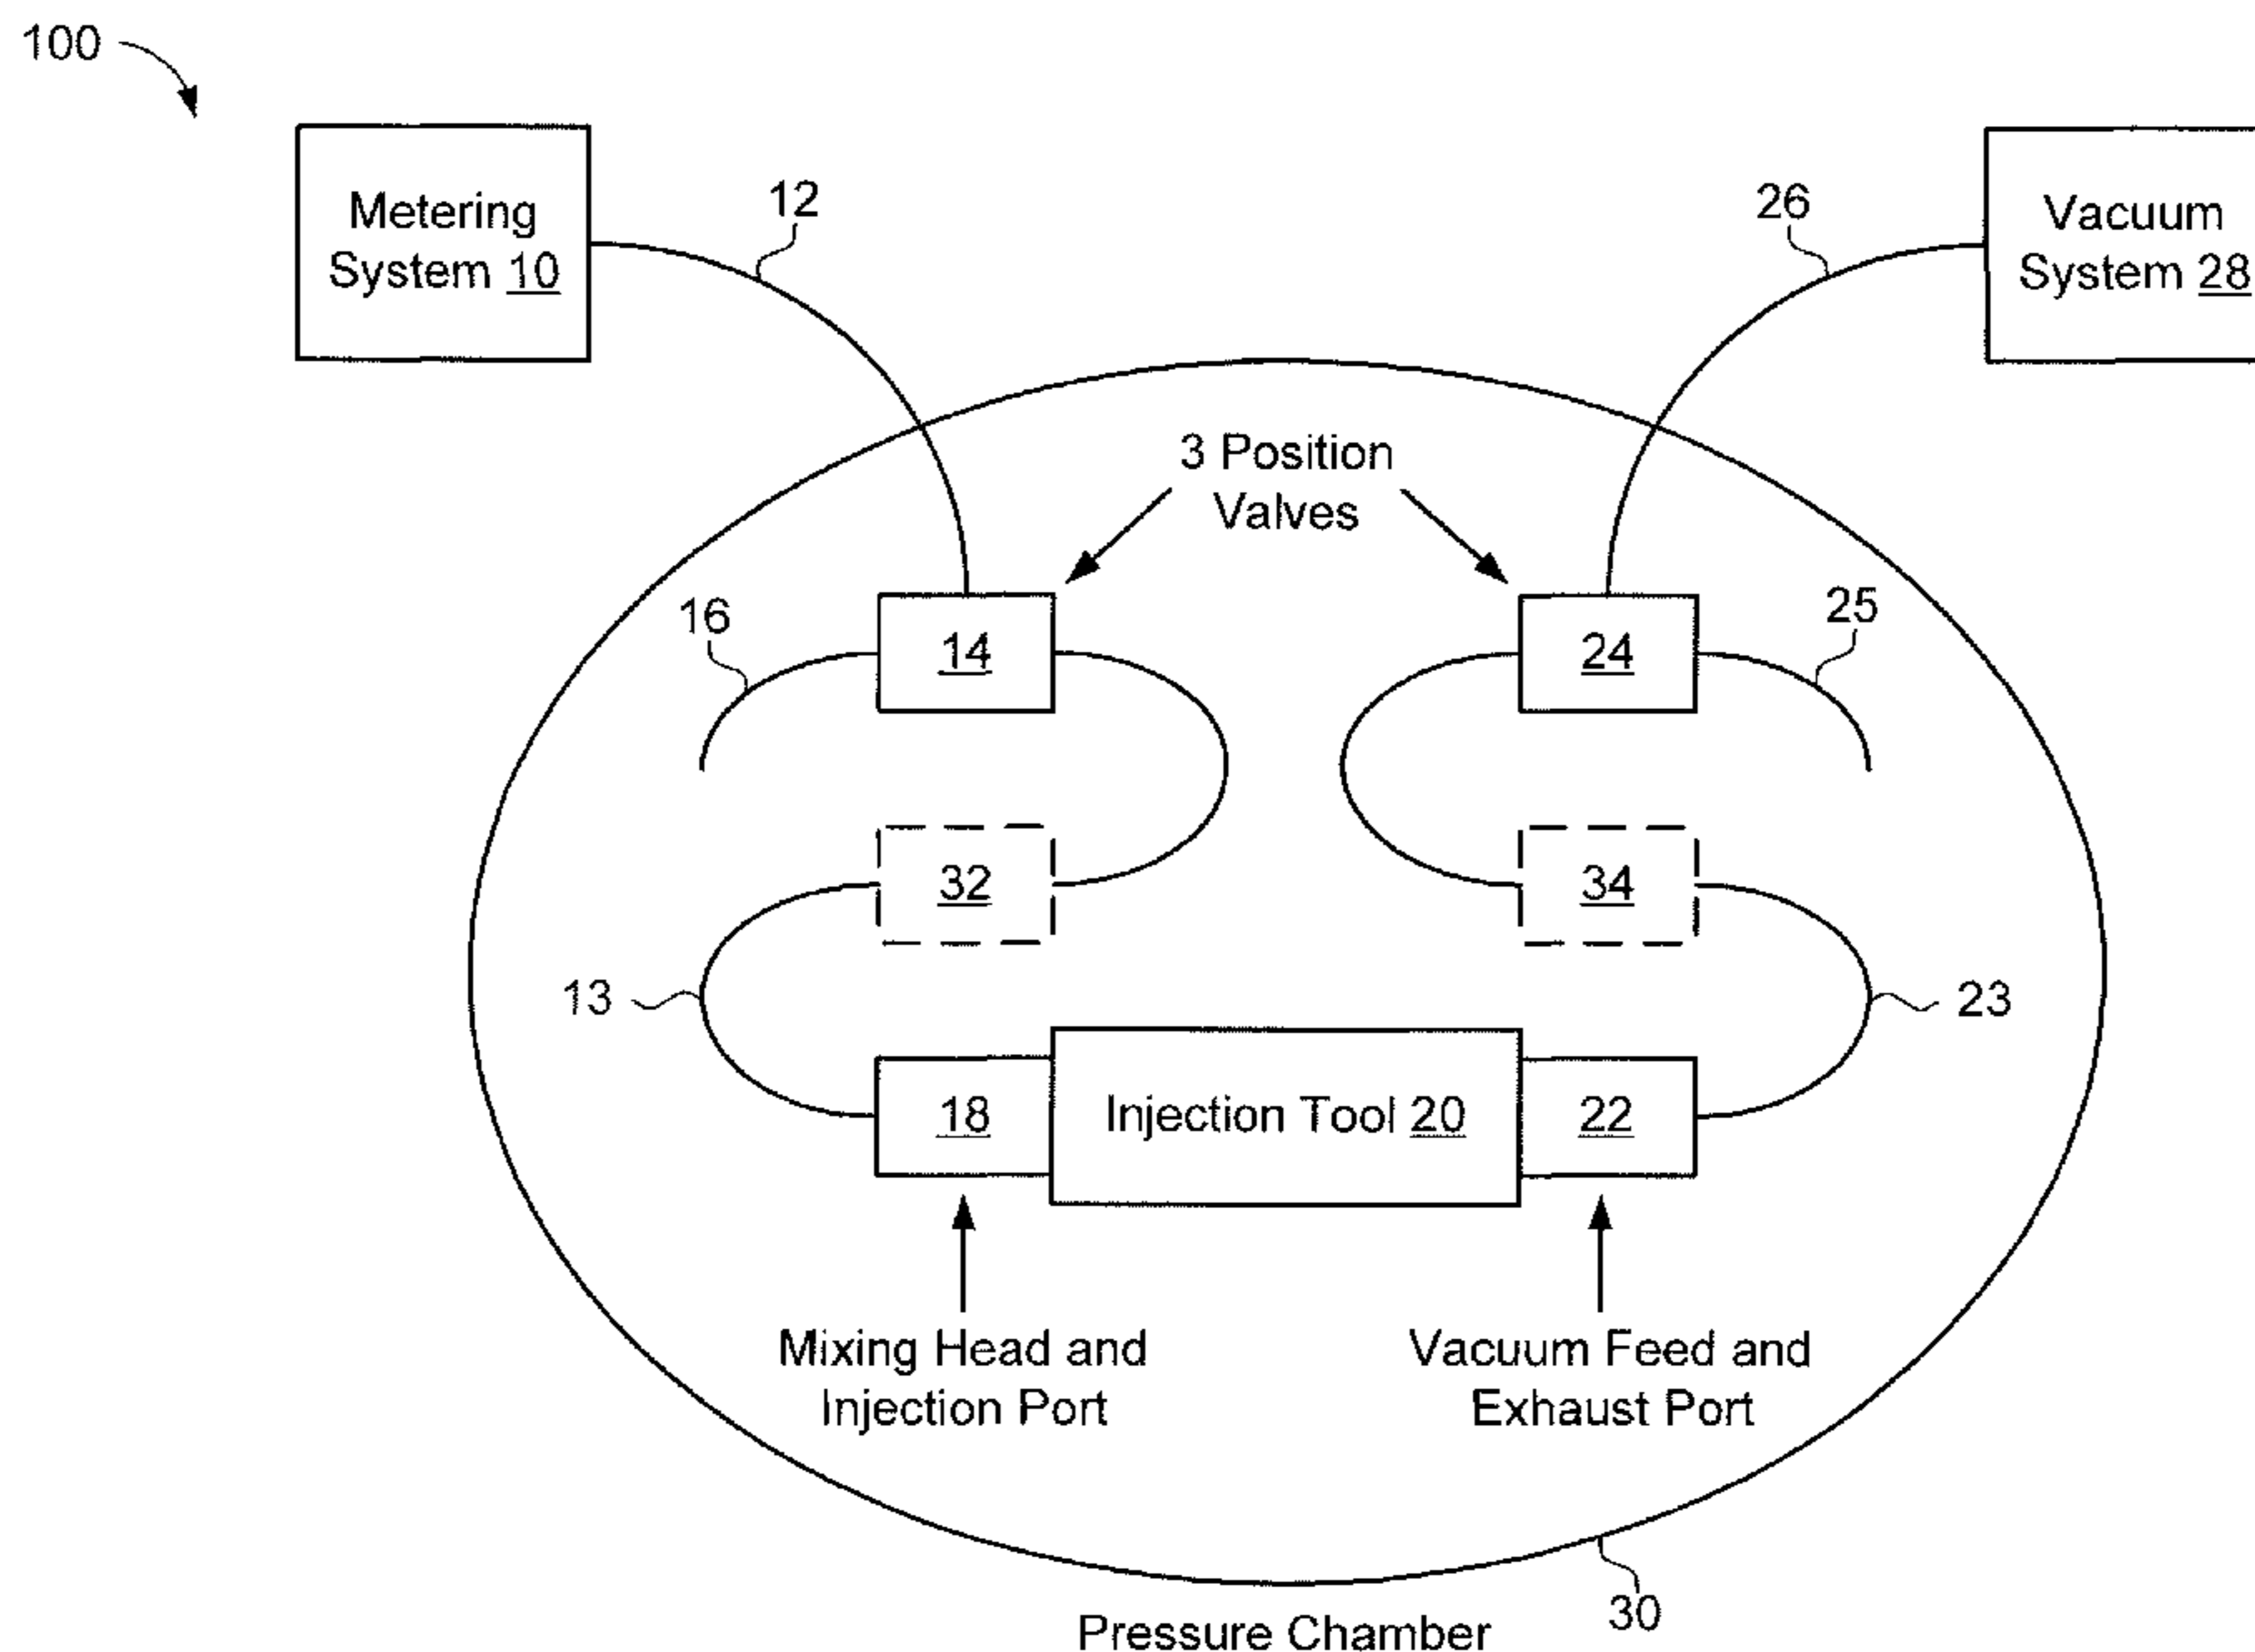 100
Metering
System 10
12
26
Vacuum
System 28
3 Position
Valves
16
14
24
25
32
34
13
23
18
Injection Tool 20
22
Mixing Head and
Injection Port
Vacuum Feed and
Exhaust Port
30
Pressure Chamber